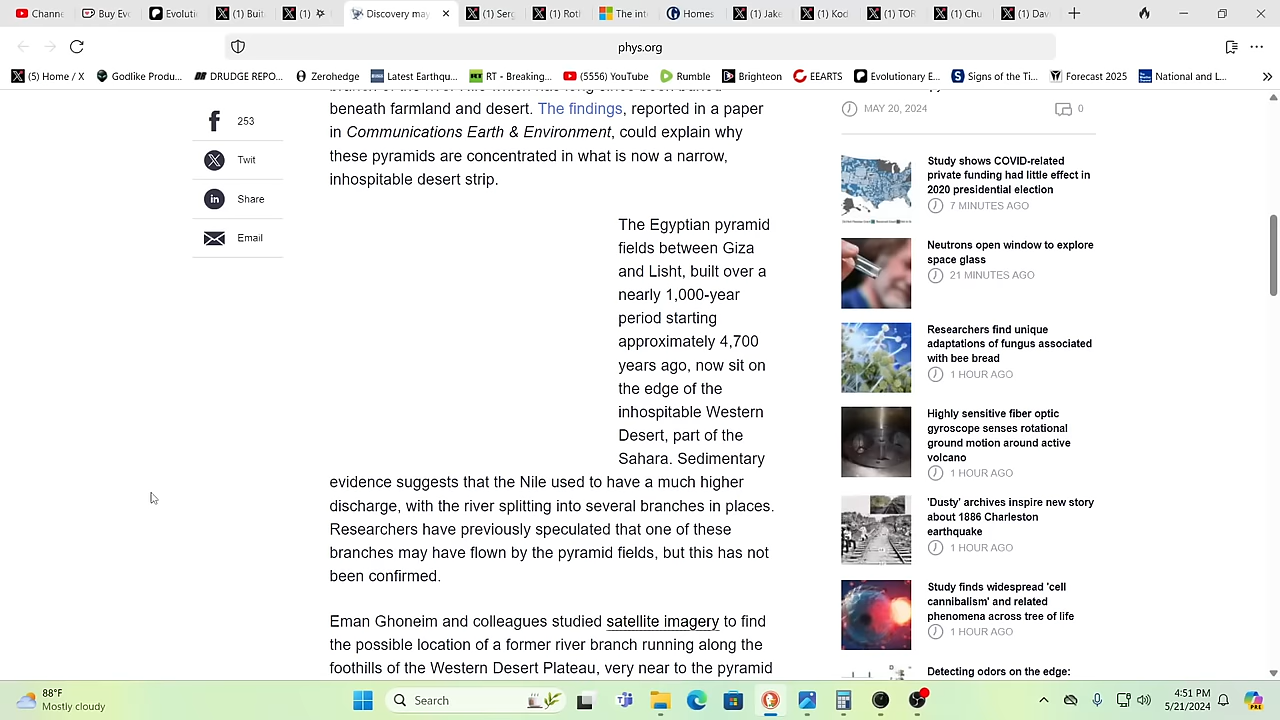 (1) Chann
Buy Eve
Evoluti
(1) Built
(1)
Discovery may
(1) Serg
(1) Roti
The in
Homes
(1) Jake
(1) Kol
(1) TOP
(1) Chu
(1) Dan
phys.org
(5) Home / X
Godlike Produ...
DRUDGE REPO...
Zerohedge
Latest Earthqu...
RT - Breaking...
(5556) YouTube
Rumble
Brighteon
EEARTS
Evolutionary E...
Signs of the Ti...
Forecast 2025
National and L...
253
Twit
Share
Email
beneath farmland and desert. The findings, reported in a paper
in Communications Earth & Environment, could explain why
these pyramids are concentrated in what is now a narrow,
inhospitable desert strip.
The Egyptian pyramid
fields between Giza
and Lisht, built over a
nearly 1,000-year
period starting
approximately 4,700
years ago, now sit on
the edge of the
inhospitable Western
Desert, part of the
Sahara. Sedimentary
evidence suggests that the Nile used to have a much higher
discharge, with the river splitting into several branches in places.
Researchers have previously speculated that one of these
branches may have flown by the pyramid fields, but this has not
been confirmed.
Eman Ghoneim and colleagues studied satellite imagery to find
the possible location of a former river branch running along the
foothills of the Western Desert Plateau, very near to the pyramid
MAY 20, 2024
0
Study shows COVID-related
private funding had little effect in
2020 presidential election
7 MINUTES AGO
Neutrons open window to explore
space glass
21 MINUTES AGO
Researchers find unique
adaptations of fungus associated
with bee bread
1 HOUR AGO
Highly sensitive fiber optic
gyroscope senses rotational
ground motion around active
volcano
1 HOUR AGO
'Dusty' archives inspire new story
about 1886 Charleston
earthquake
1 HOUR AGO
Study finds widespread 'cell
cannibalism' and related
phenomena across tree of life
1 HOUR AGO
Detecting odors on the edge:
88°F
Mostly cloudy
Search
4:51 PM
5/21/2024